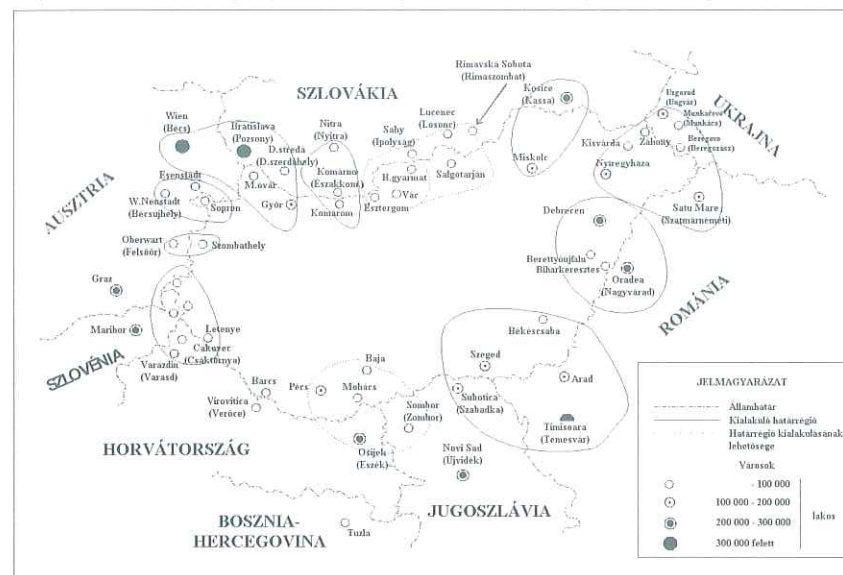 SZLOVÁKIA
Rimavska Sobota
(Rimaszombat)
Kosice
(Kassa)
Lucenec
(Losonc)
Uzgorod
(Ungvár)
Munkacevo
(Munkács)
UKRAJNA
Wien
(Bécs)
Bratislava
(Pozsony)
Nitra
(Nyitra)
Sahy
(Ipolyság)
Kisvárda
Záhony
Beregovo
(Beregszász)
D.streda
(D.szerdahely)
Komárno
(Északkom.)
H.gyarmat
Salgótarján
Miskolc
Nyíregyháza
AUSZTRIA
Eisenstadt
M.óvár
Vác
W.Neustadt
(Bécsújhely)
Sopron
Győr
Komárom
Esztergom
Satu Mare
(Szatmárnémeti)
Debrecen
Oberwart
(Felsőőr)
Szombathely
Berettyóújfalu
Biharkeresztes
Oradea
(Nagyvárad)
Graz
ROMÁNIA
Maribor
Letenye
Békéscsaba
SZLOVÉNIA
Cakovec
(Csáktornya)
Varazdin
(Varasd)
Szeged
Baja
Barcs
Pécs
Mohács
Arad
Virovitica
(Verőce)
Sombor
(Zombor)
Subotica
(Szabadka)
Timisoara
(Temesvár)
HORVÁTORSZÁG
Osijek
(Eszék)
Novi Sad
(Újvidék)
JUGOSZLÁVIA
BOSZNIA-
HERCEGOVINA
Tuzla
JELMAGYARÁZAT
Államhatár
Kialakuló határrégió
Határrégió kialakulásának
lehetősége
Városok
- 100 000
100 000 - 200 000
200 000 - 300 000
300 000 felett
lakos